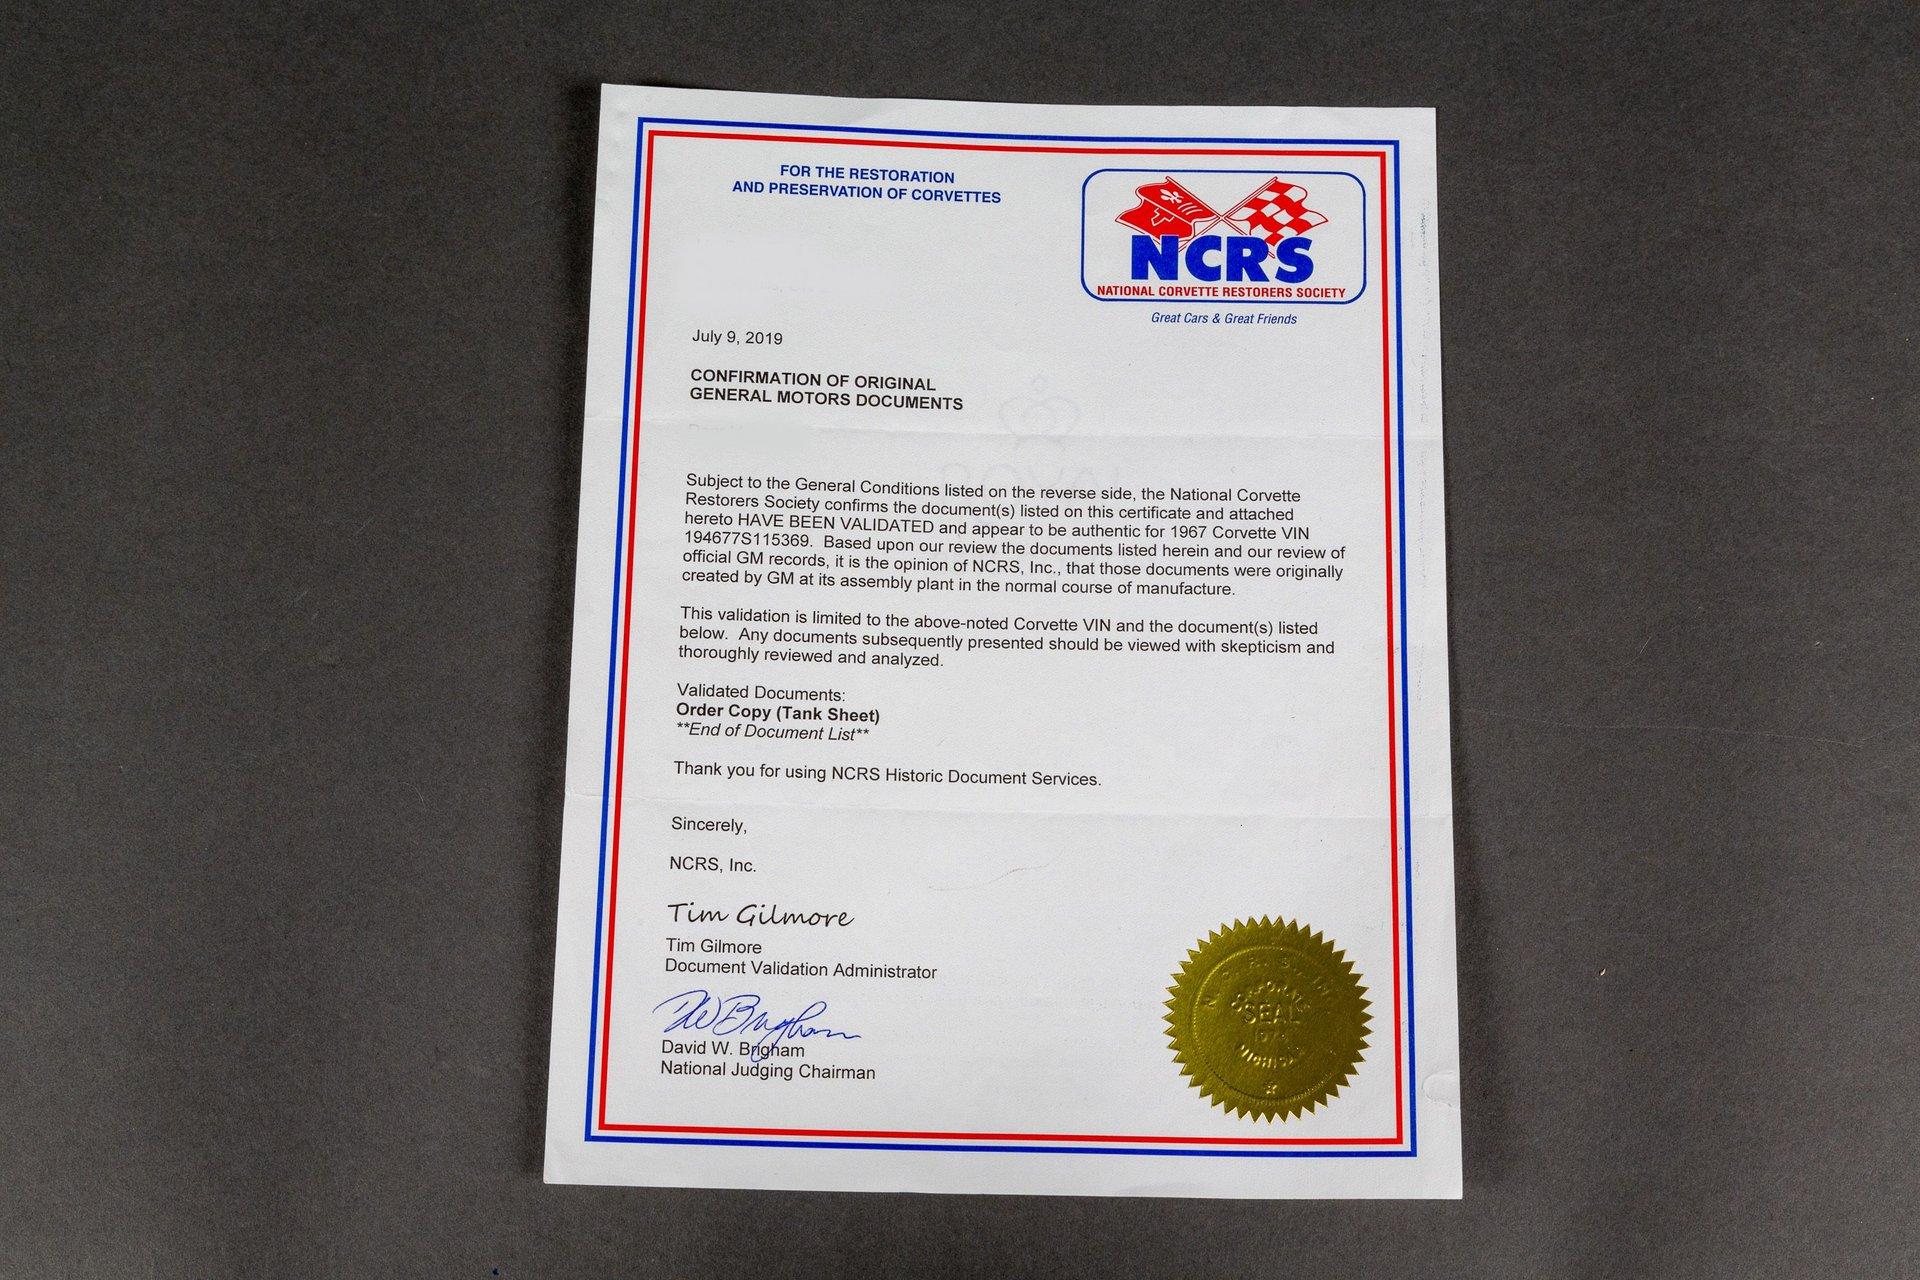 FOR THE RESTORATION
AND PRESERVATION OF CORVETTES
NCRS
NATIONAL CORVETTE RESTORERS SOCIETY
Great Cars & Great Friends
July 9, 2019
CONFIRMATION OF ORIGINAL
GENERAL MOTORS DOCUMENTS
Subject to the General Conditions listed on the reverse side, the National Corvette
Restorers Society confirms the document(s) listed on this certificate and attached
hereto HAVE BEEN VALIDATED and appear to be authentic for 1967 Corvette VIN
194677S115369. Based upon our review the documents listed herein and our review of
official GM records, it is the opinion of NCRS, Inc., that those documents were originally
created by GM at its assembly plant in the normal course of manufacture.
This validation is limited to the above-noted Corvette VIN and the document(s) listed
below. Any documents subsequently presented should be viewed with skepticism and
thoroughly reviewed and analyzed.
Validated Documents:
Order Copy (Tank Sheet)
**End of Document List**
Thank you for using NCRS Historic Document Services.
Sincerely,
NCRS, Inc.
Tim Gilmore
Tim Gilmore
Document Validation Administrator
DW Brigham
David W. Brigham
National Judging Chairman
CORPORATE
SEAL
MICHIGAN